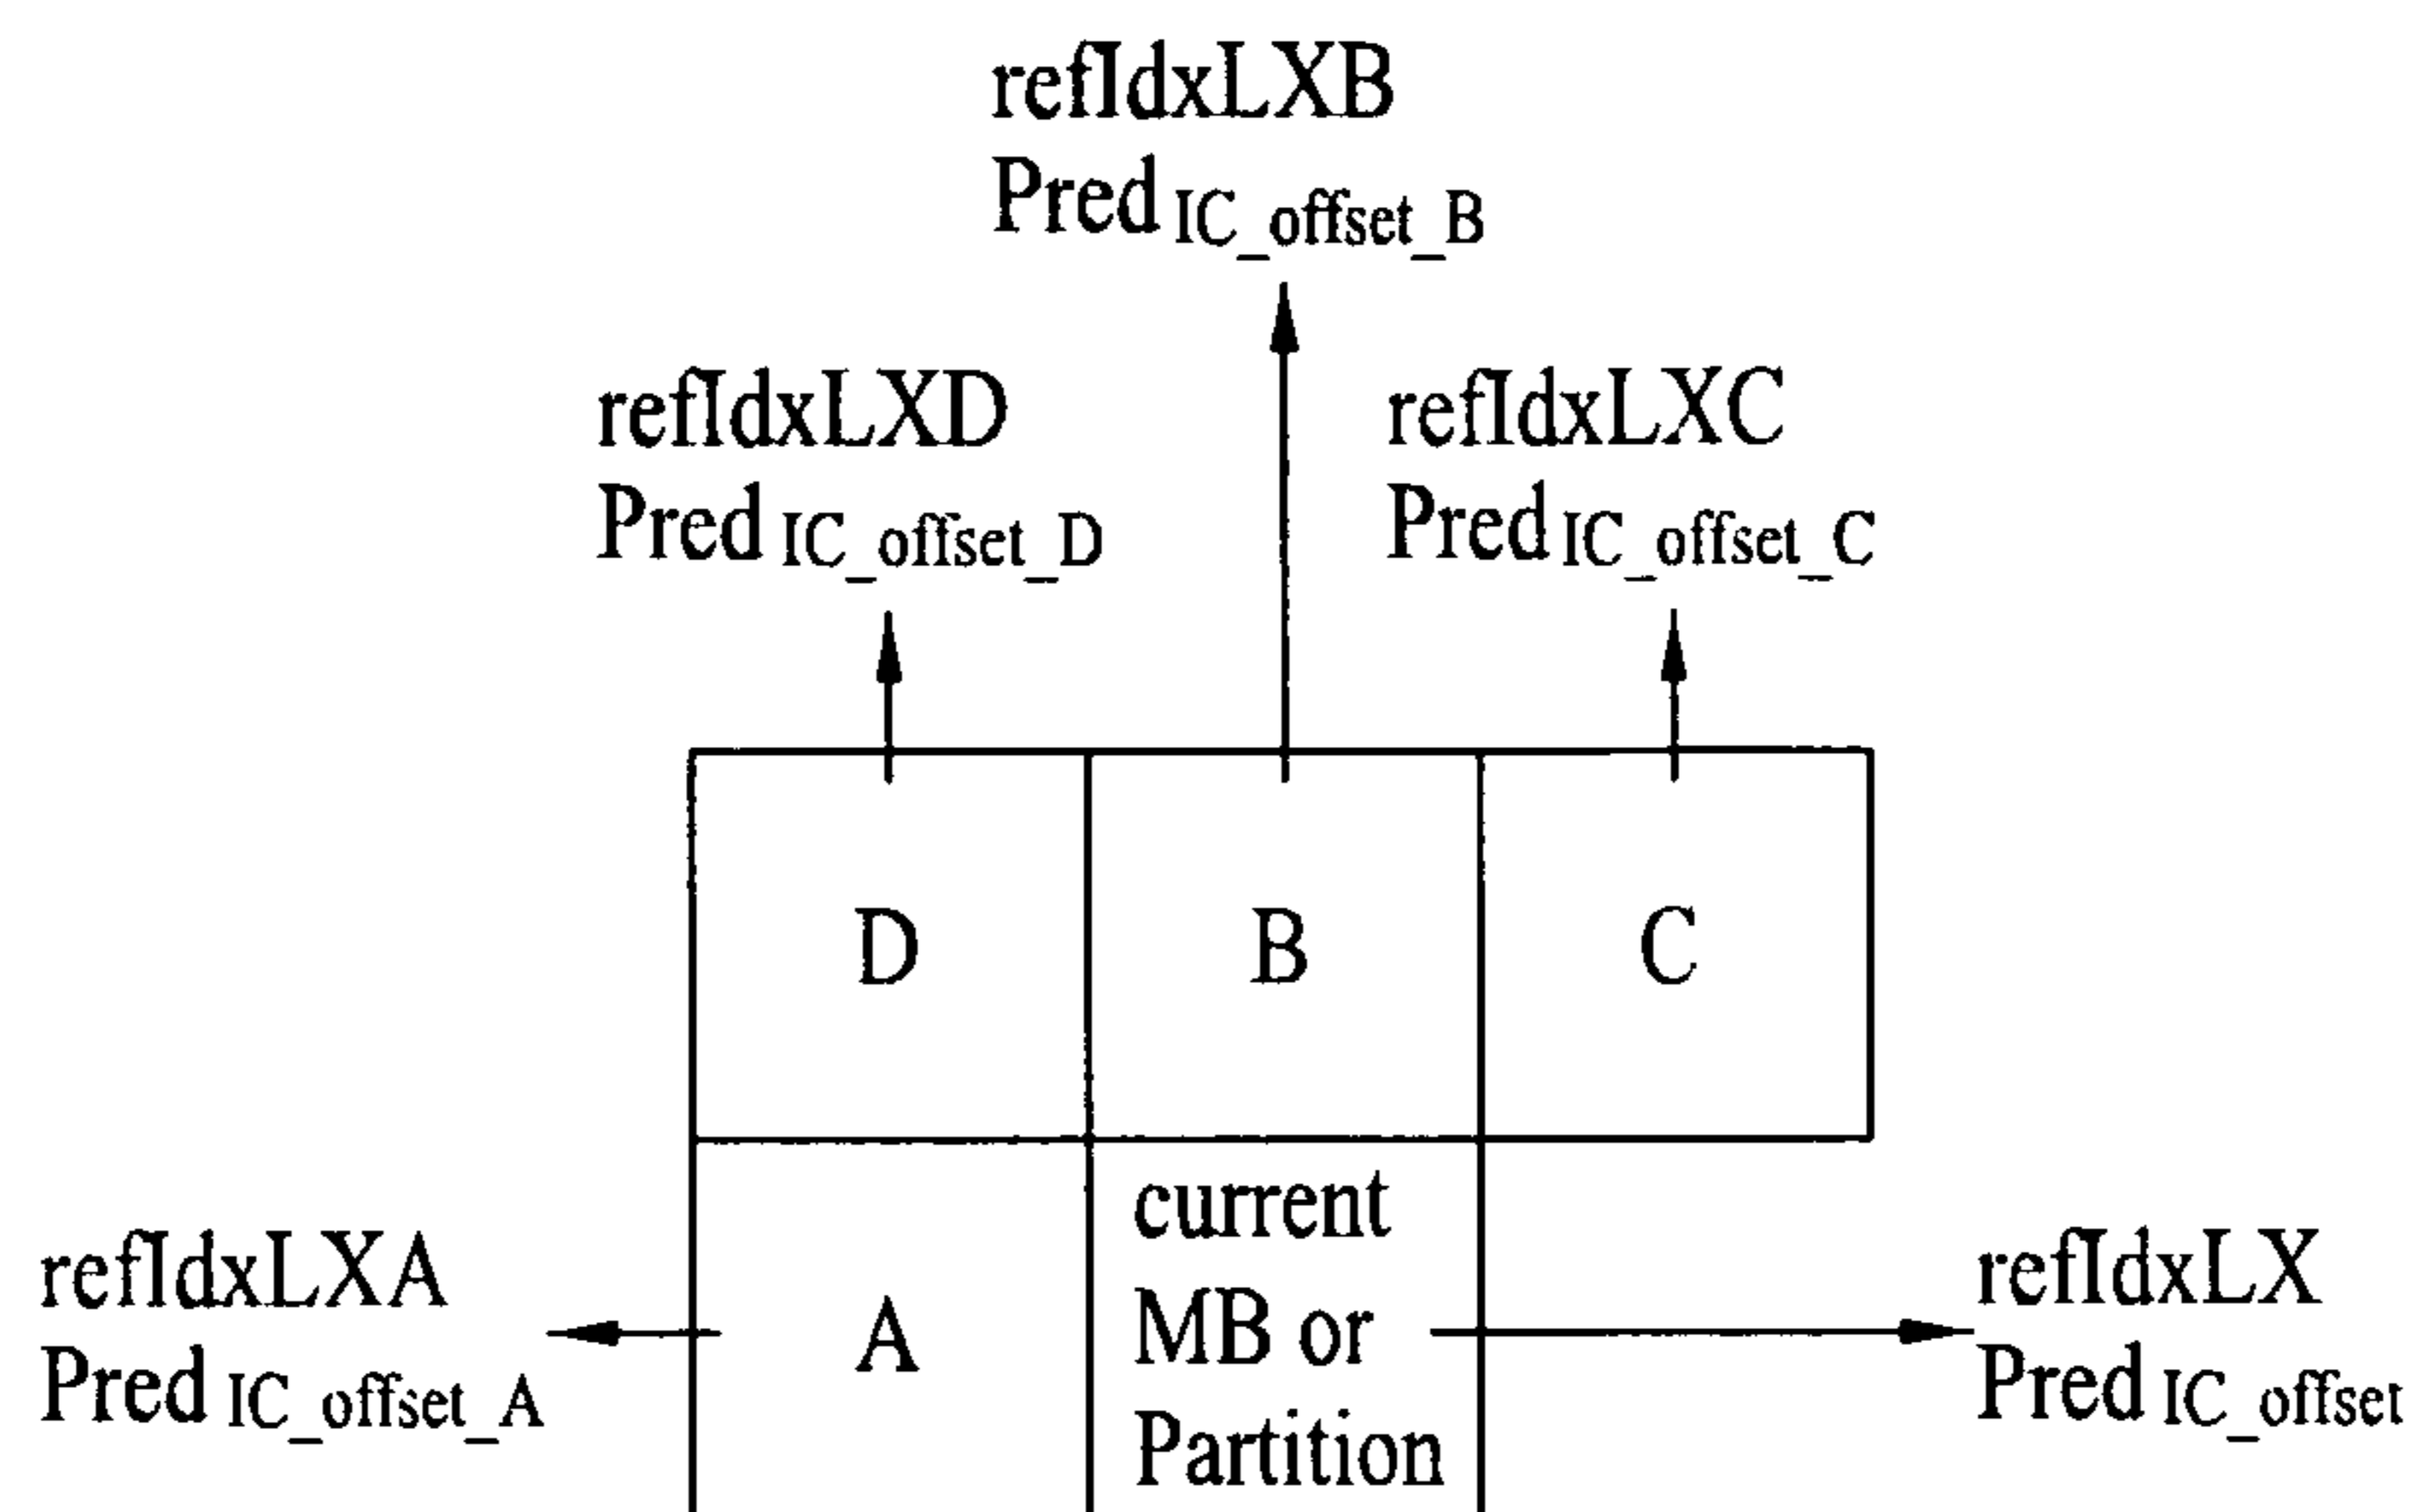 refIdxLXB
Pred IC_offset_B
refIdxLXD
Pred IC_offset_D
refIdxLXC
Pred IC_offset_C
D
B
C
refIdxLXA
Pred IC_offset_A
A
current
MB or
Partition
refIdxLX
Pred IC_offset